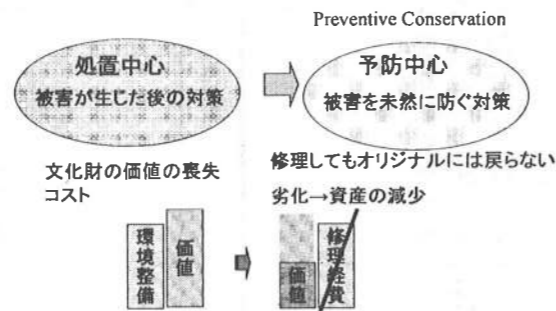 Preventive Conservation
処置中心
被害が生じた後の対策
予防中心
被害を未然に防ぐ対策
文化財の価値の喪失
コスト
修理してもオリジナルには戻らない
劣化→資産の減少
環境整備
価値
価値
修理経費